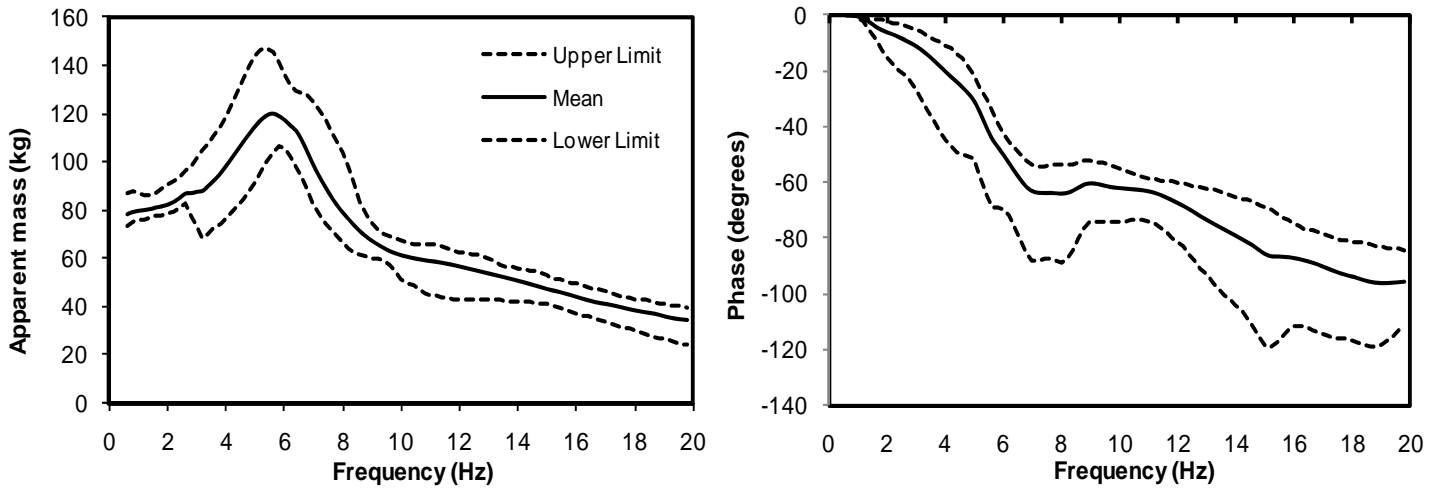 160
140
120
100
80
60
40
20
0
Apparent mass (kg)
Upper Limit
Mean
Lower Limit
0 2 4 6 8 10 12 14 16 18 20
Frequency (Hz)
0
-20
-40
-60
-80
-100
-120
-140
Phase (degrees)
0 2 4 6 8 10 12 14 16 18 20
Frequency (Hz)